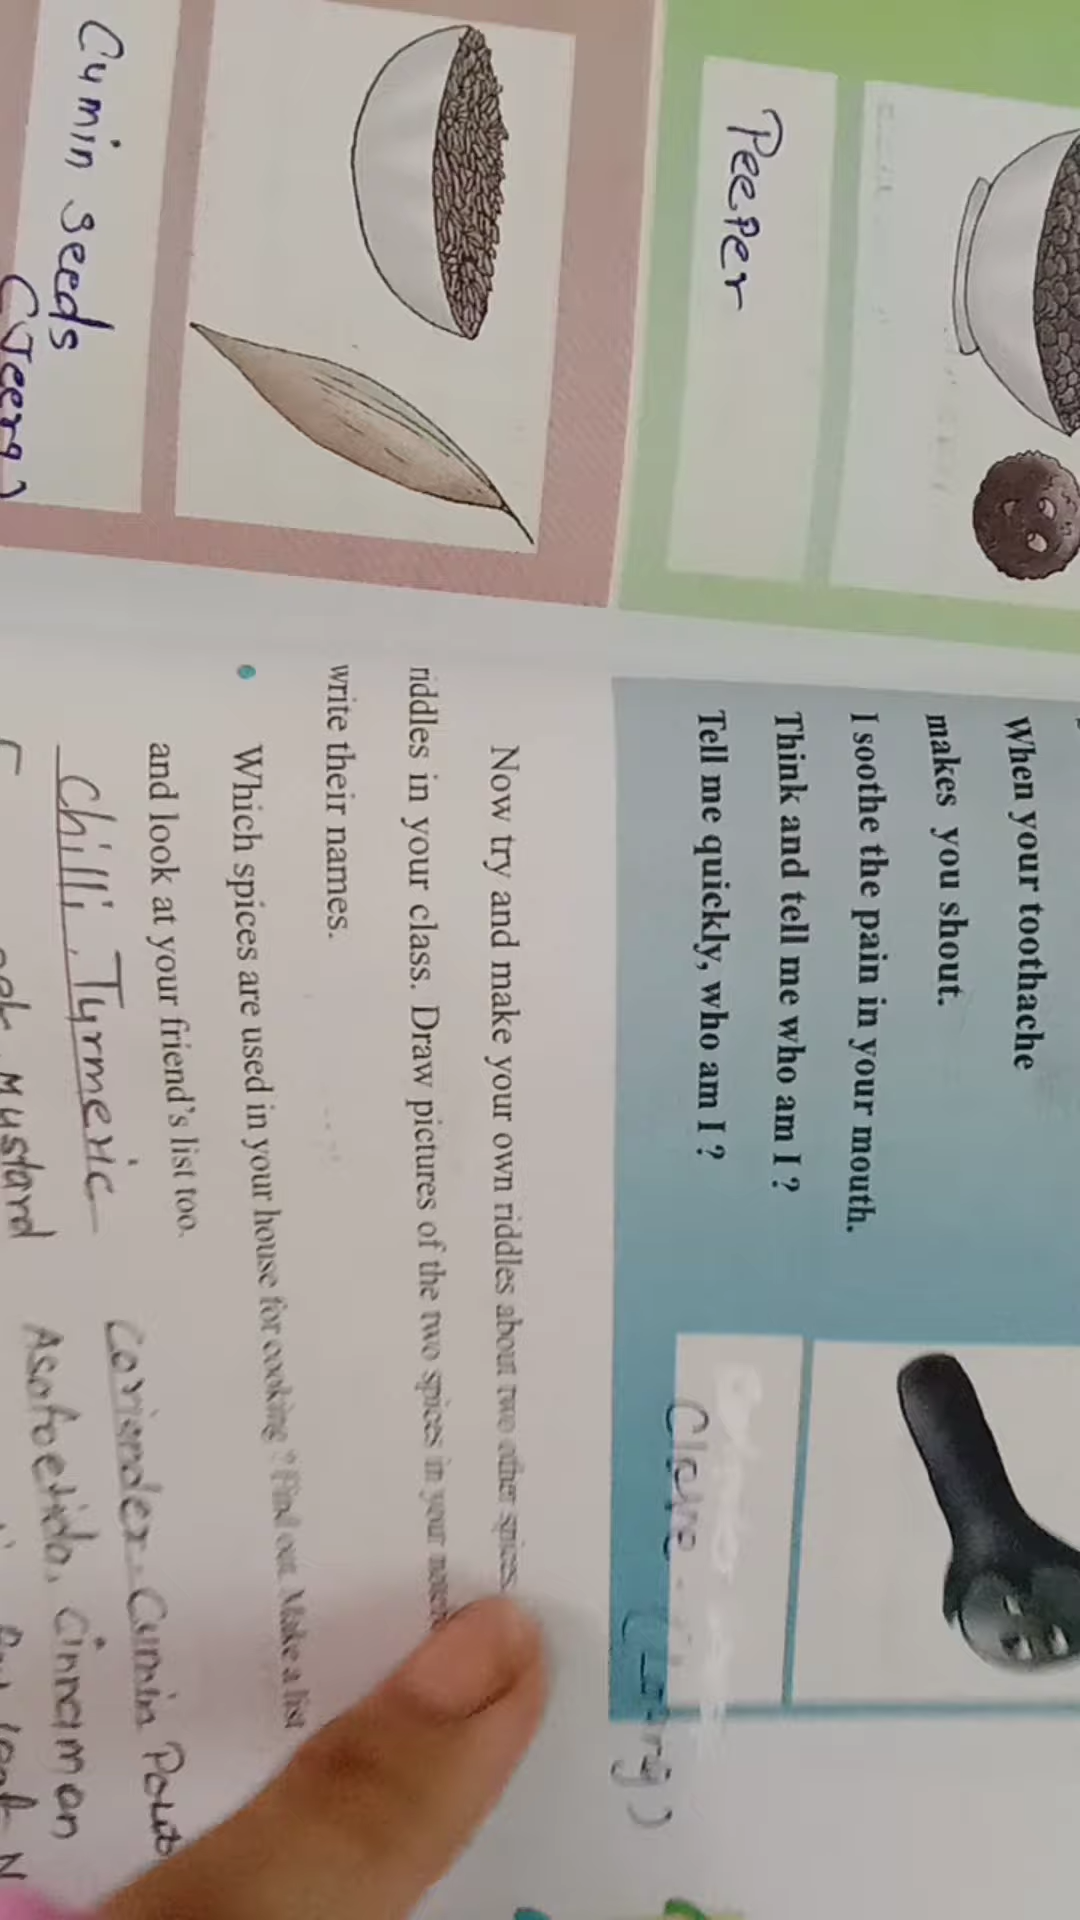 Peeper
Cumin seeds
(Jeera)
When your toothache
makes you shout.
I soothe the pain in your mouth.
Think and tell me who am I ?
Tell me quickly, who am I ?
Clove
Now try and make your own riddles about two other spices.
riddles in your class. Draw pictures of the two spices in your
write their names.
• Which spices are used in your house for cooking ? Find out. Make a list
and look at your friend's list too.
Chilli, Turmeric Coriander-Cumin
Mustard Asafoetida, Cinnamon